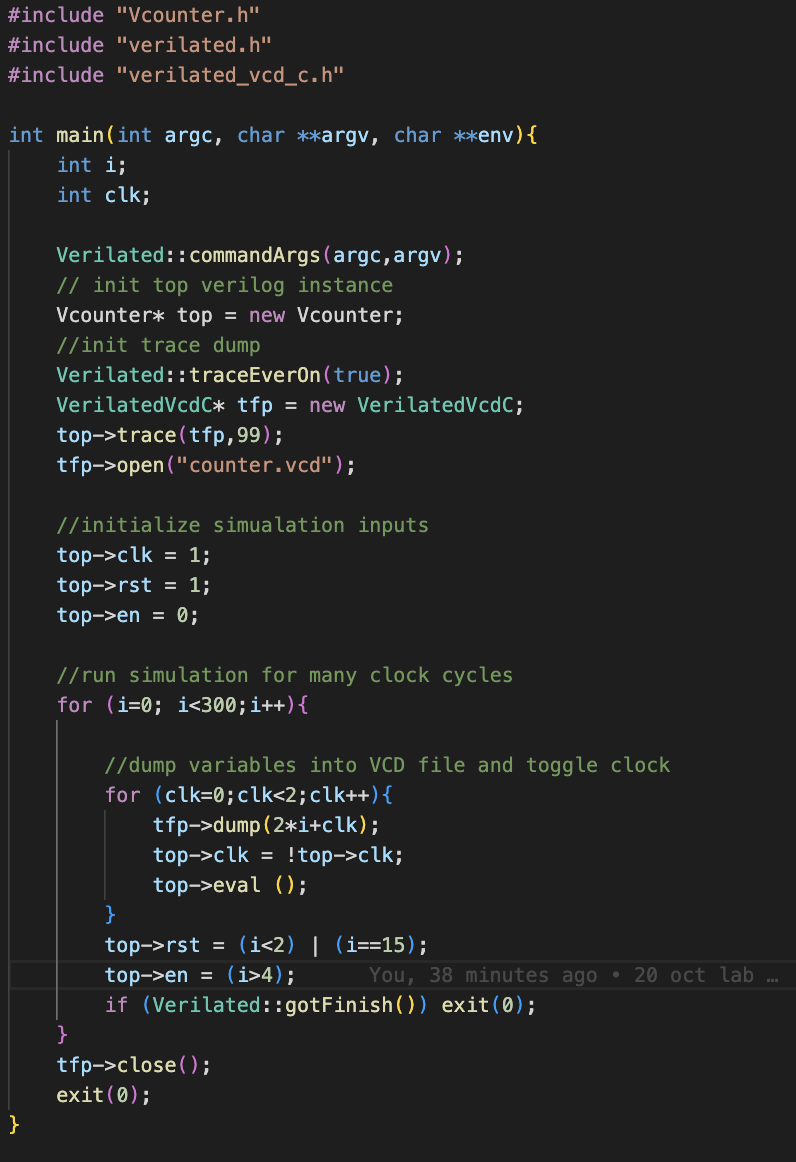 #include "Vcounter.h"
#include "verilated.h"
#include "verilated_vcd_c.h"
int main(int argc, char **argv, char **env){
int i;
int clk;
Verilated::commandArgs(argc,argv);
// init top verilog instance
Vcounter* top = new Vcounter;
//init trace dump
Verilated::traceEverOn(true);
VerilatedVcdC* tfp = new VerilatedVcdC;
top->trace(tfp,99);
tfp->open("counter.vcd");
//initialize simualation inputs
top->clk = 1;
top->rst = 1;
top->en = 0;
//run simulation for many clock cycles
for (i=0; i<300;i++){
//dump variables into VCD file and toggle clock
for (clk=0;clk<2;clk++){
tfp->dump(2*i+clk);
top->clk = !top->clk;
top->eval ();
}
top->rst = (i<2) | (i==15);
top->en = (i>4); You, 38 minutes ago • 20 oct lab …
if (Verilated::gotFinish()) exit(0);
}
tfp->close();
exit(0);
}